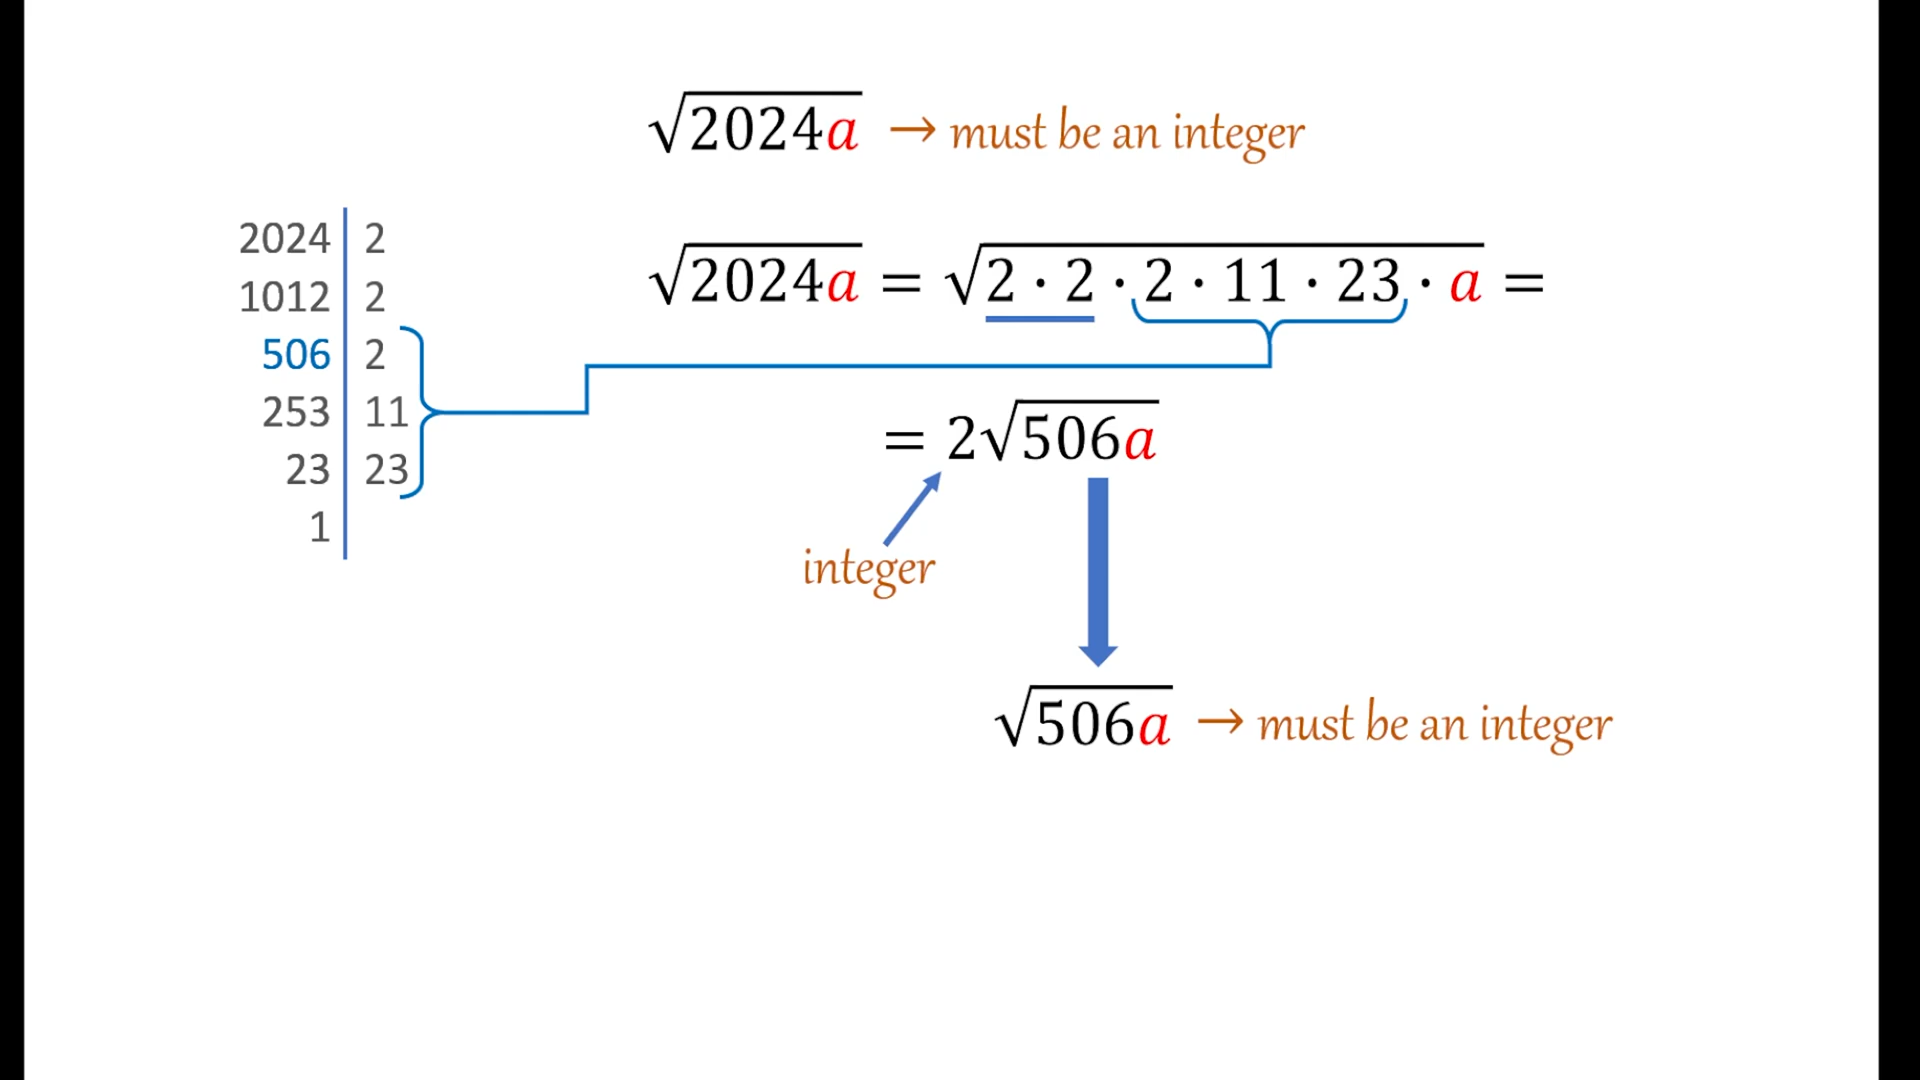 √2024a → must be an integer
2024 | 2
1012 | 2
506 | 2
253 | 11
23 | 23
1 |
√2024a = √2 · 2 · 2 · 11 · 23 · a =
= 2√506a
integer
√506a → must be an integer